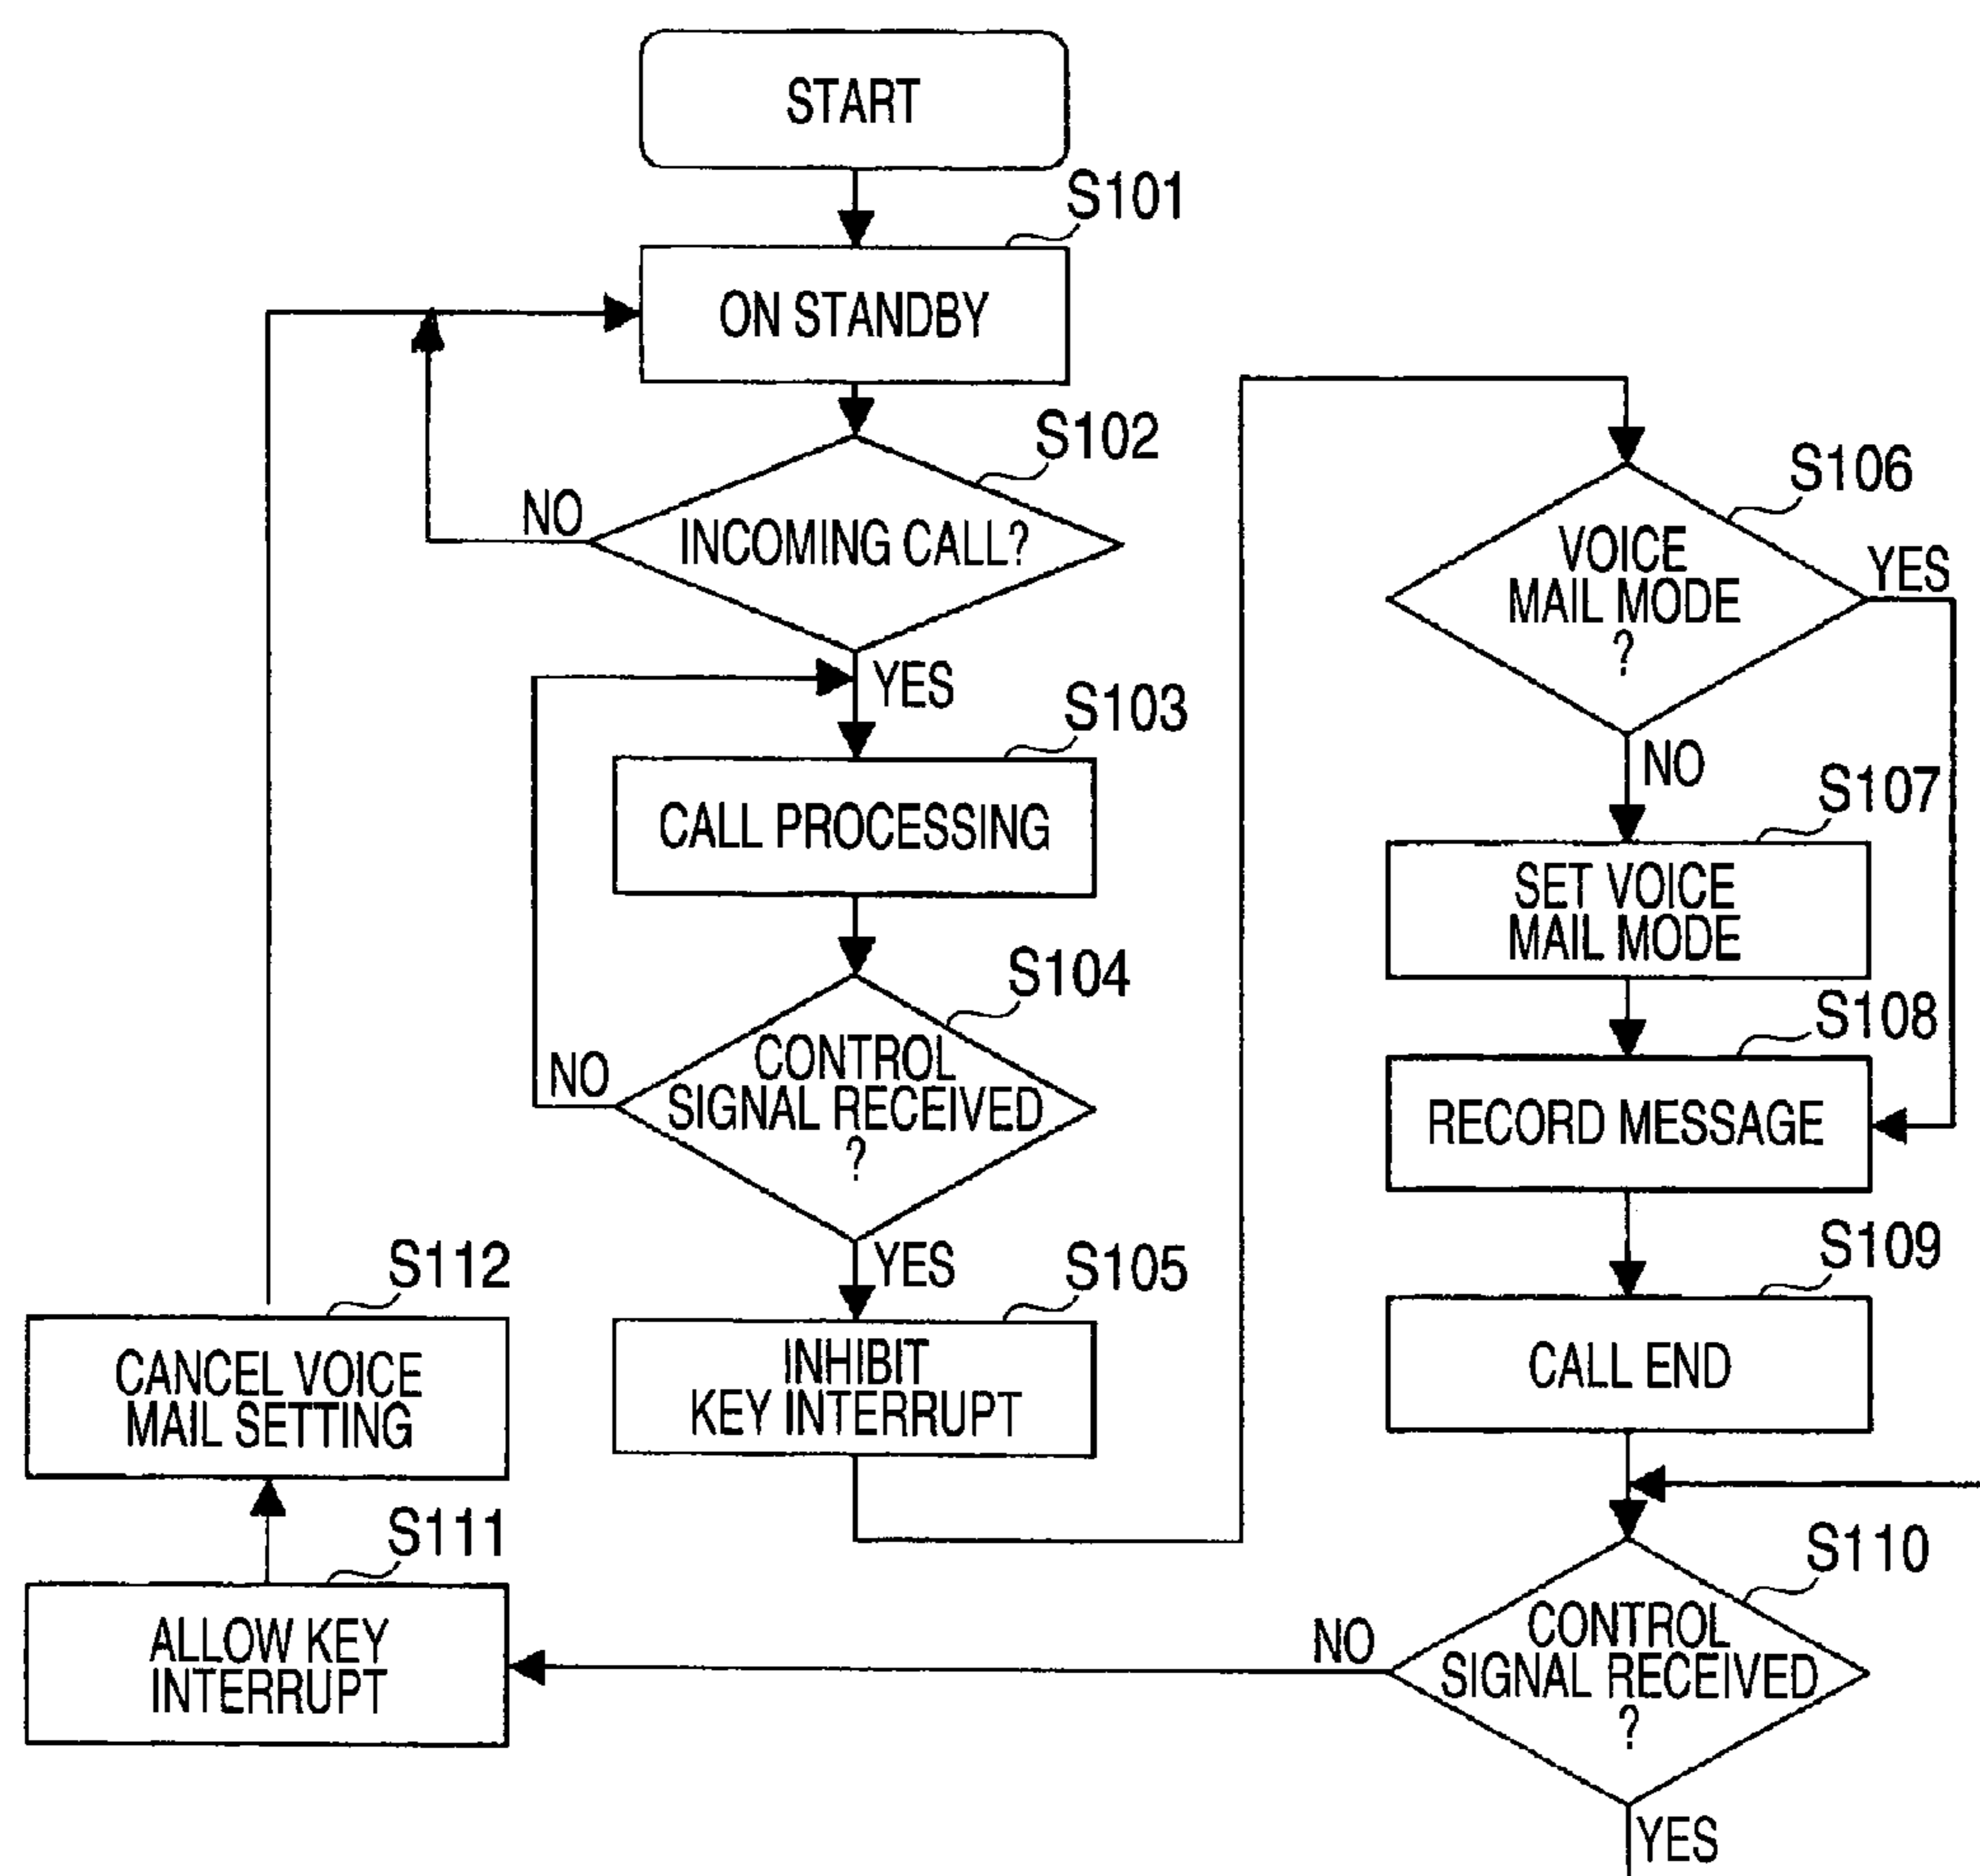 START
S101
ON STANDBY
S102
NO
INCOMING CALL?
YES
S103
CALL PROCESSING
S104
NO
CONTROL
SIGNAL RECEIVED
?
YES
S105
INHIBIT
KEY INTERRUPT
S106
VOICE
MAIL MODE
?
YES
NO
S107
SET VOICE
MAIL MODE
S108
RECORD MESSAGE
S109
CALL END
S110
CONTROL
SIGNAL RECEIVED
?
NO
YES
S111
ALLOW KEY
INTERRUPT
S112
CANCEL VOICE
MAIL SETTING